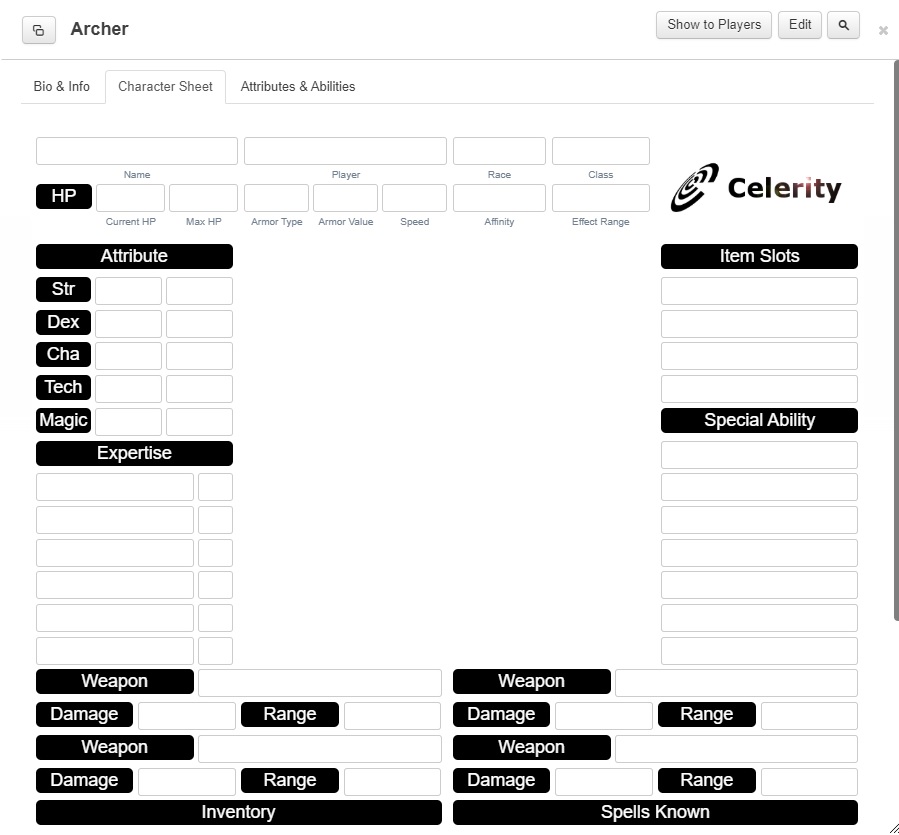 Archer
Show to Players
Edit
Bio & Info
Character Sheet
Attributes & Abilities
Name
Player
Race
Class
Celerity
HP
Current HP
Max HP
Armor Type
Armor Value
Speed
Affinity
Effect Range
Attribute
Item Slots
Str
Dex
Cha
Tech
Magic
Special Ability
Expertise
Weapon
Weapon
Damage
Range
Damage
Range
Weapon
Weapon
Damage
Range
Damage
Range
Inventory
Spells Known